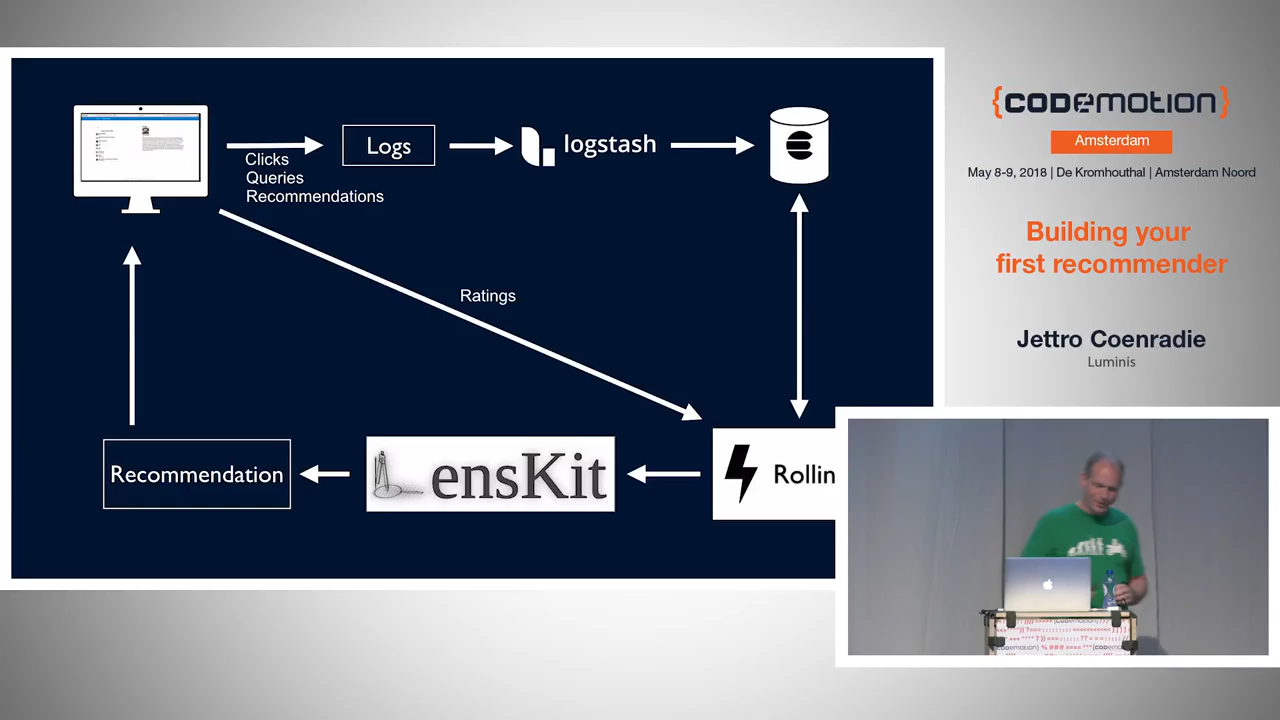 Clicks
Queries
Recommendations
Logs
logstash
Ratings
Recommendation
ensKit
Rollin
{CODEMOTION}
Amsterdam
May 8-9, 2018 | De Kromhouthal | Amsterdam Noord
Building your
first recommender
Jettro Coenradie
Luminis